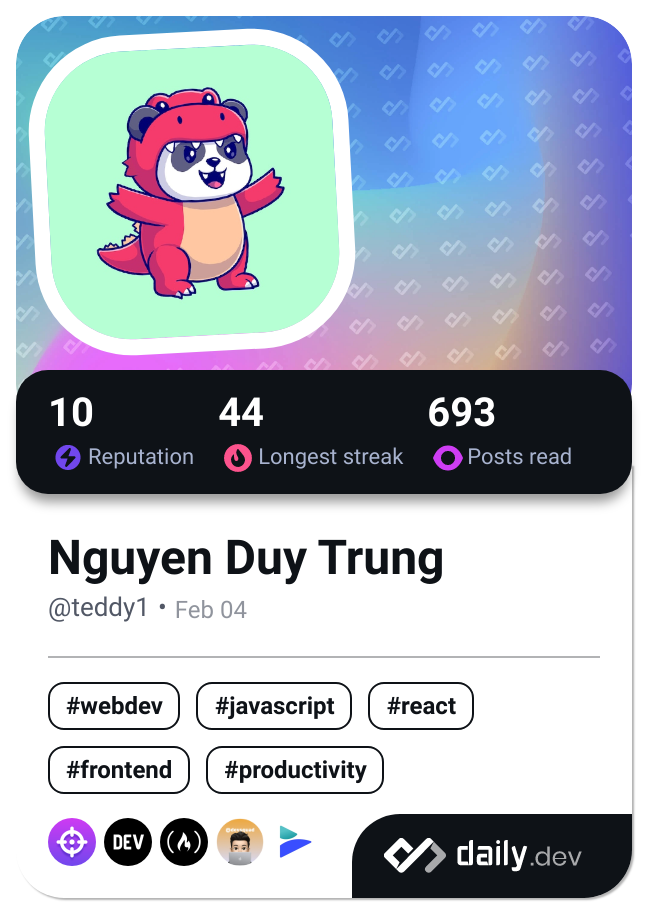 10 44 693
Reputation Longest streak Posts read
Nguyen Duy Trung
@teddy1 • Feb 04
#webdev #javascript #react
#frontend #productivity
DEV
daily.dev